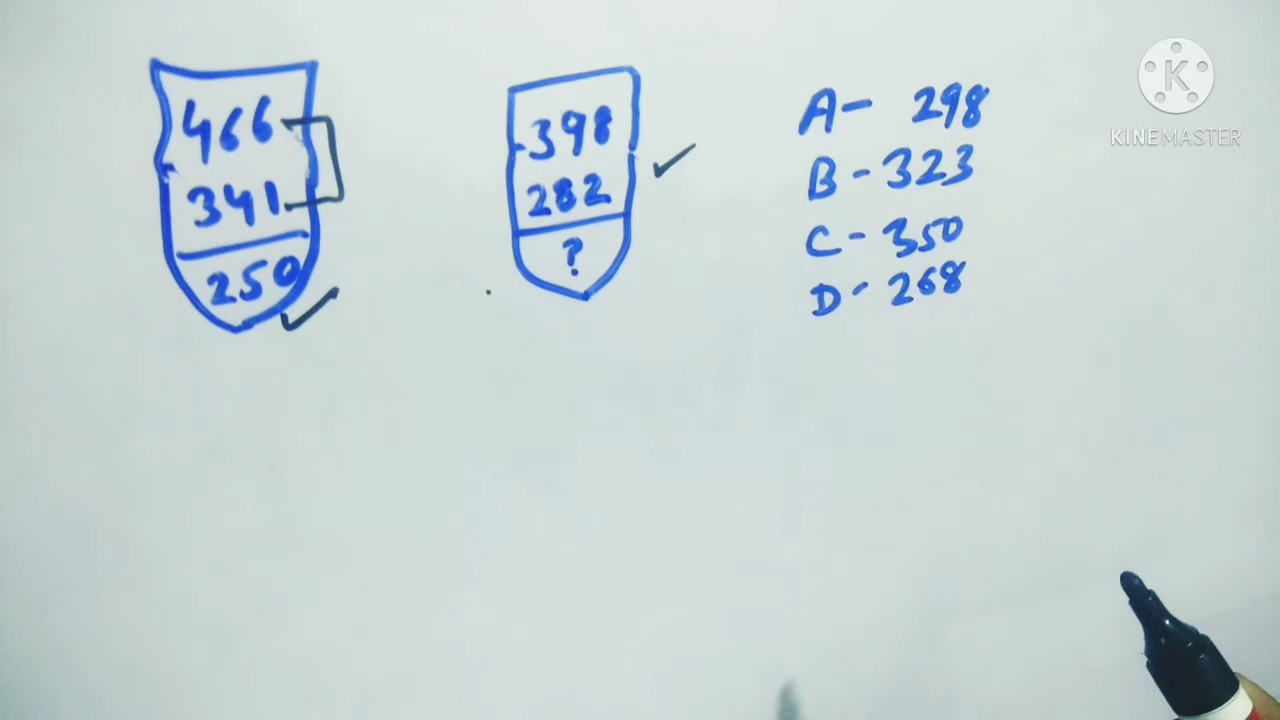 466
341
250
398
282
?
A- 298
B - 323
C - 350
D - 268
K
KINEMASTER